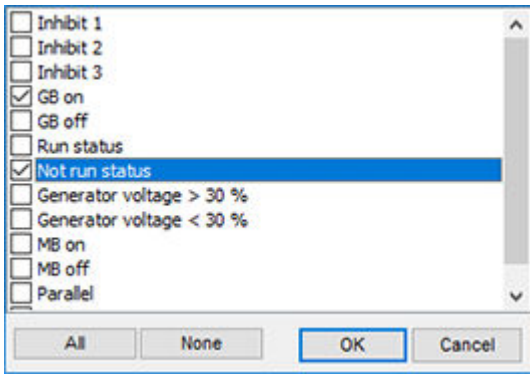 Inhibit 1
Inhibit 2
Inhibit 3
GB on
GB off
Run status
Not run status
Generator voltage > 30 %
Generator voltage < 30 %
MB on
MB off
Parallel
All None OK Cancel